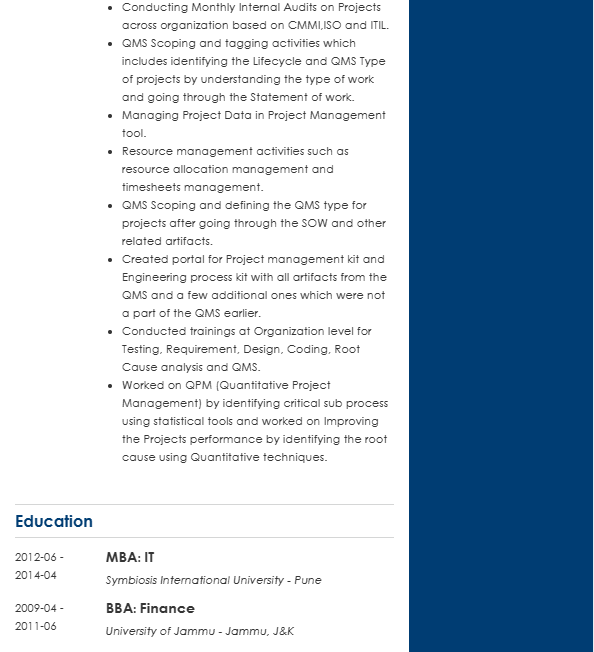 Conducting Monthly Internal Audits on Projects
across organization based on CMMI,ISO and ITIL.
QMS Scoping and tagging activities which
includes identifying the Lifecycle and QMS Type
of projects by understanding the type of work
and going through the Statement of work.
Managing Project Data in Project Management
tool.
Resource management activities such as
resource allocation management and
timesheets management.
QMS Scoping and defining the QMS type for
projects after going through the SOW and other
related artifacts.
Created portal for Project management kit and
Engineering process kit with all artifacts from the
QMS and a few additional ones which were not
a part of the QMS earlier.
Conducted trainings at Organization level for
Testing, Requirement, Design, Coding, Root
Cause analysis and QMS.
Worked on QPM (Quantitative Project
Management) by identifying critical sub process
using statistical tools and worked on Improving
the Projects performance by identifying the root
cause using Quantitative techniques.
Education
2012-06 - MBA: IT
2014-04 Symbiosis International University - Pune
2009-04 - BBA: Finance
2011-06 University of Jammu - Jammu, J&K